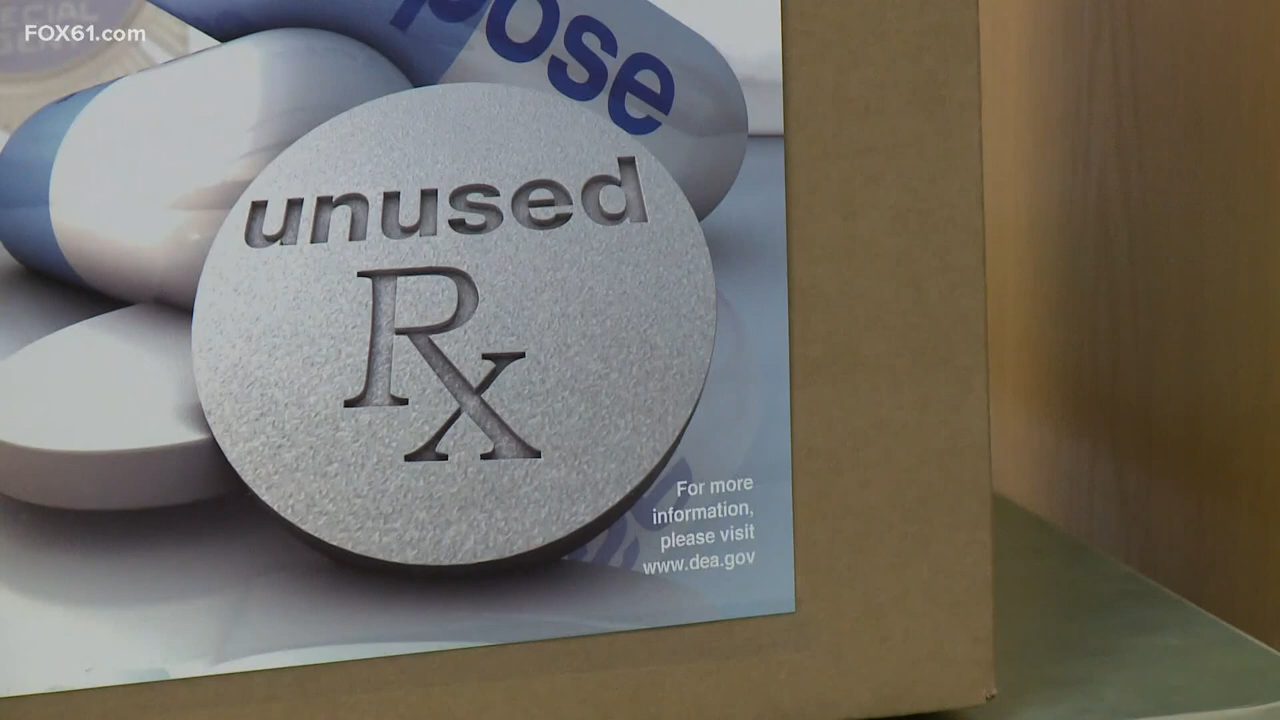 FOX61.com
pose
unused
Rx
For more
information,
please visit
www.dea.gov